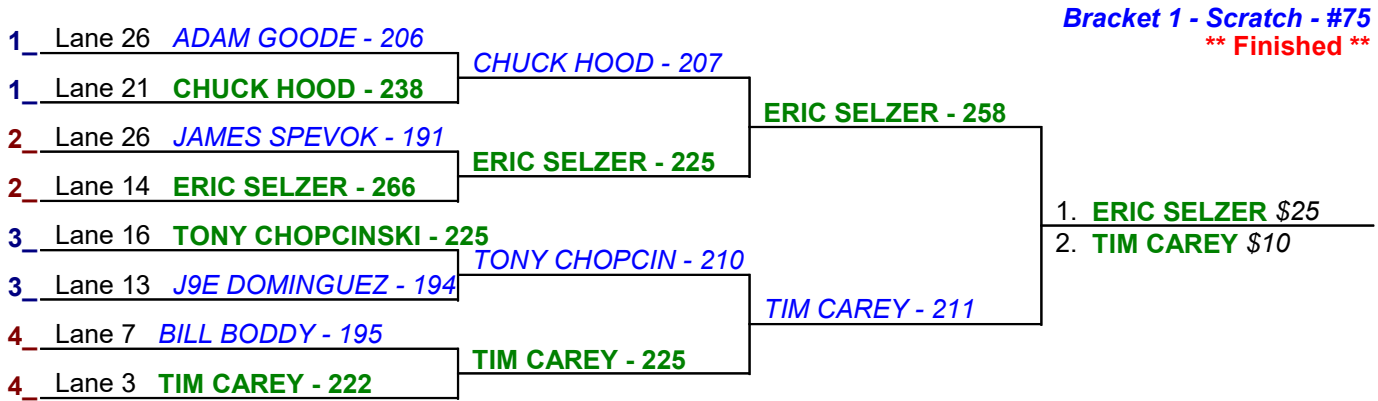 Bracket 1 - Scratch - #75
** Finished **
1_ Lane 26 ADAM GOODE - 206
1_ Lane 21 CHUCK HOOD - 238
2_ Lane 26 JAMES SPEVOK - 191
2_ Lane 14 ERIC SELZER - 266
3_ Lane 16 TONY CHOPCINSKI - 225
3_ Lane 13 J9E DOMINGUEZ - 194
4_ Lane 7 BILL BODDY - 195
4_ Lane 3 TIM CAREY - 222
CHUCK HOOD - 207
ERIC SELZER - 225
TONY CHOPCIN - 210
TIM CAREY - 225
ERIC SELZER - 258
TIM CAREY - 211
1. ERIC SELZER $25
2. TIM CAREY $10